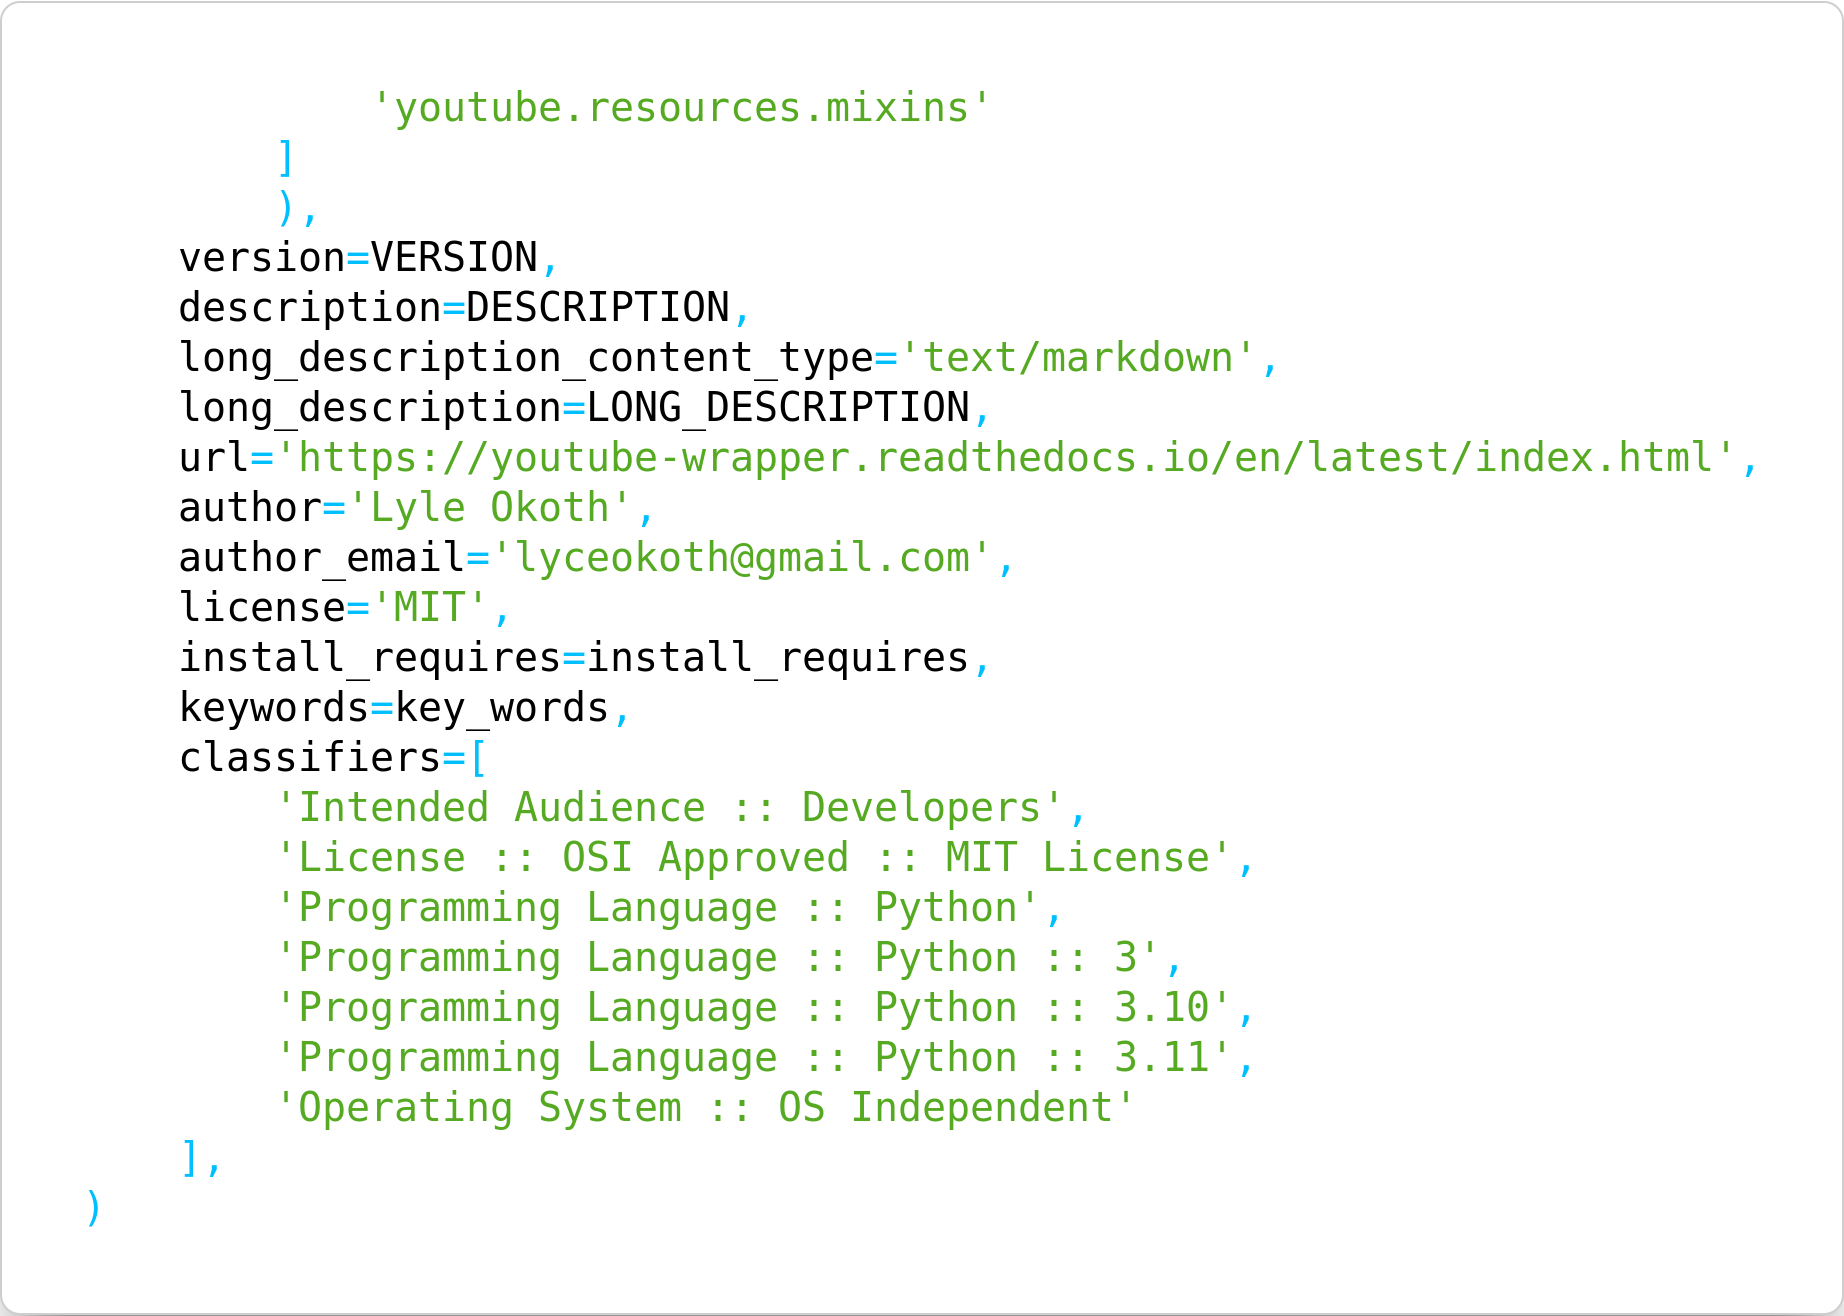 'youtube.resources.mixins'
        ]
        ),
    version=VERSION,
    description=DESCRIPTION,
    long_description_content_type='text/markdown',
    long_description=LONG_DESCRIPTION,
    url='https://youtube-wrapper.readthedocs.io/en/latest/index.html',
    author='Lyle Okoth',
    author_email='lyceokoth@gmail.com',
    license='MIT',
    install_requires=install_requires,
    keywords=key_words,
    classifiers=[
        'Intended Audience :: Developers',
        'License :: OSI Approved :: MIT License',
        'Programming Language :: Python',
        'Programming Language :: Python :: 3',
        'Programming Language :: Python :: 3.10',
        'Programming Language :: Python :: 3.11',
        'Operating System :: OS Independent'
    ],
)